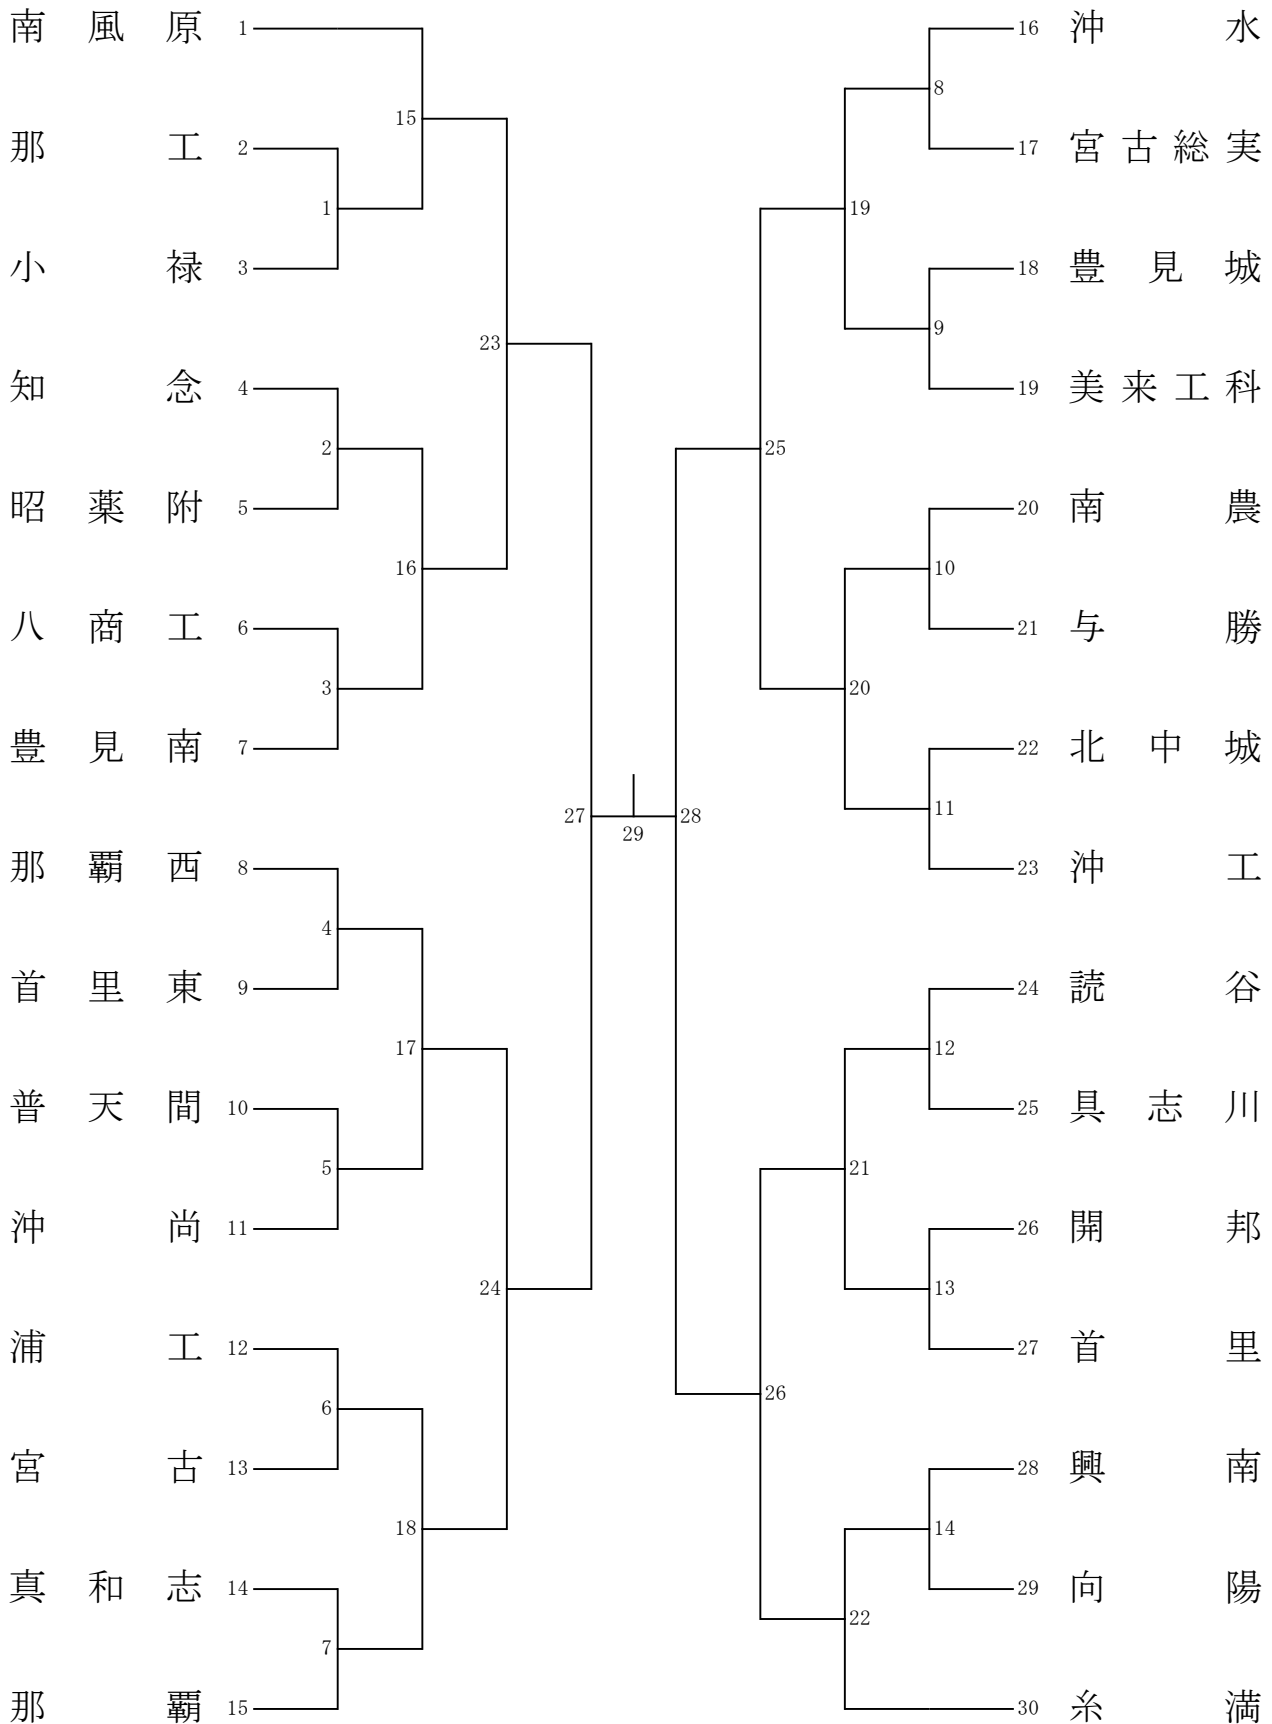 南風原 1
那工 2
小禄 3
知念 4
昭薬附 5
八商工 6
豊見南 7
那覇西 8
首里東 9
普天間 10
沖尚 11
浦工 12
宮古 13
真和志 14
那覇 15
1
2
3
4
5
6
7
15
16
17
18
23
24
27
29
28
25
26
19
20
21
22
8
9
10
11
12
13
14
16 沖水
17 宮古総実
18 豊見城
19 美来工科
20 南農
21 与勝
22 北中城
23 沖工
24 読谷
25 具志川
26 開邦
27 首里
28 興南
29 向陽
30 糸満